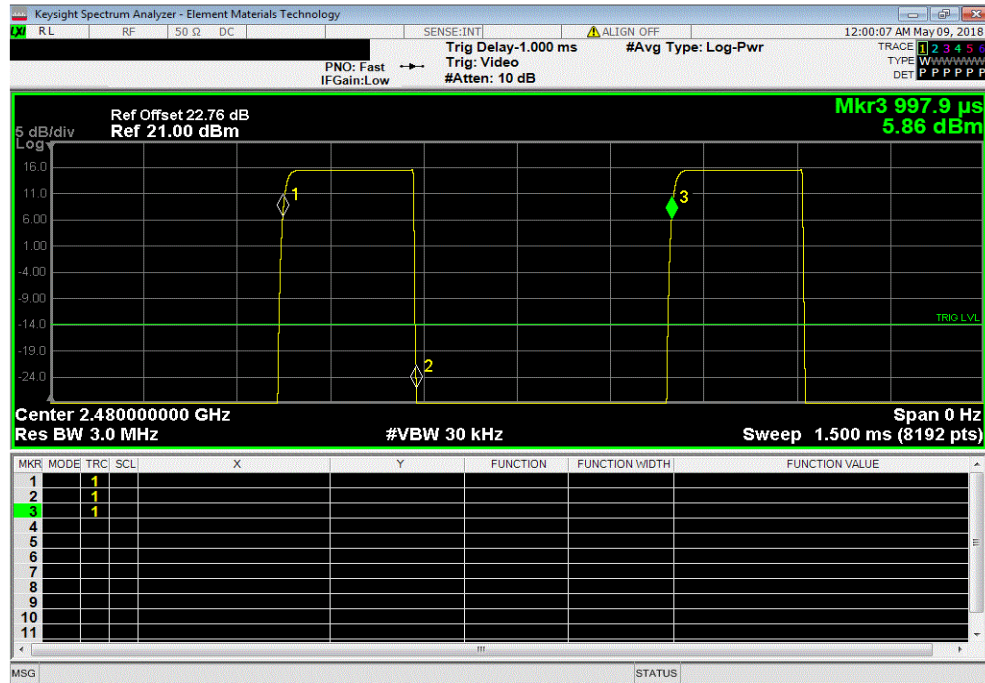 Keysight Spectrum Analyzer - Element Materials Technology
LXI RL RF 50 Ω DC SENSE:INT ALIGN OFF 12:00:07 AM May 09, 2018
Trig Delay-1.000 ms #Avg Type: Log-Pwr TRACE 1 2 3 4 5 6
PNO: Fast Trig: Video TYPE WWWWWW
IFGain:Low #Atten: 10 dB DET P P P P P P
Mkr3 997.9 µs
5.86 dBm
Ref Offset 22.76 dB
5 dB/div Ref 21.00 dBm
Log
16.0
11.0
6.00
1.00
-4.00
-9.00
-14.0
-19.0
-24.0
1
2
3
TRIG LVL
Center 2.480000000 GHz Span 0 Hz
Res BW 3.0 MHz #VBW 30 kHz Sweep 1.500 ms (8192 pts)
MKR MODE TRC SCL X Y FUNCTION FUNCTION WIDTH FUNCTION VALUE
1 1
2 1
3 1
4
5
6
7
8
9
10
11
MSG STATUS